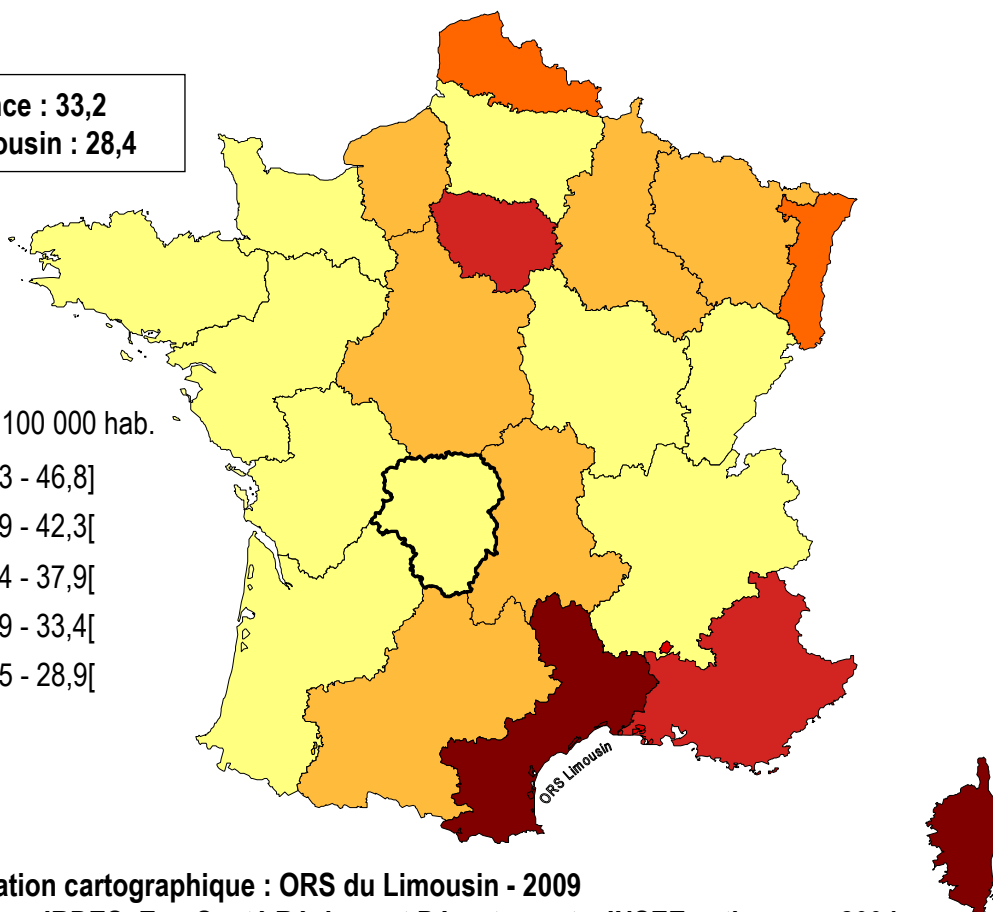 nce : 33,2
ousin : 28,4
100 000 hab.
3 - 46,8]
9 - 42,3[
4 - 37,9[
9 - 33,4[
5 - 28,9[
ORS Limousin
ation cartographique : ORS du Limousin - 2009